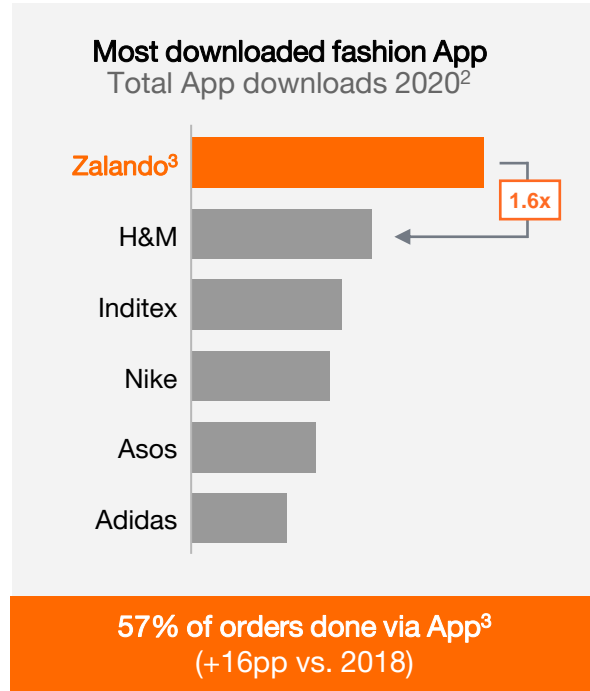 Most downloaded fashion App
Total App downloads 2020²
Zalando³
1.6x
H&M
Inditex
Nike
Asos
Adidas
57% of orders done via App³
(+16pp vs. 2018)